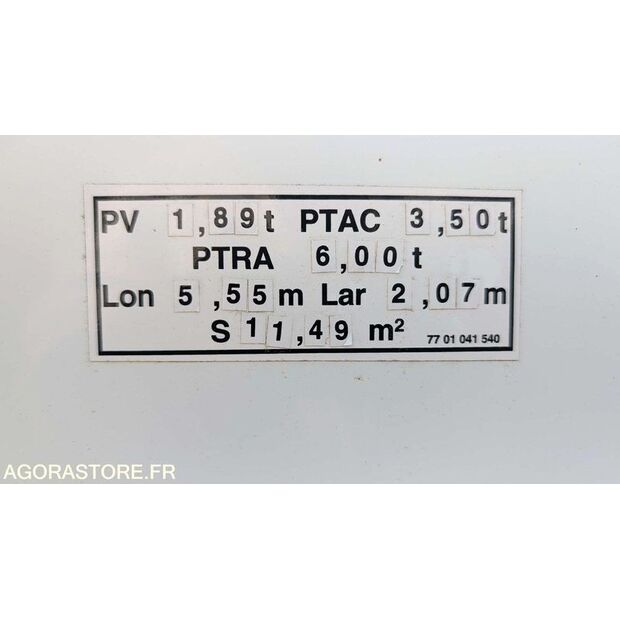 PV 1,89t PTAC 3,50t
PTRA 6,00t
Lon 5,55m Lar 2,07m
S 11,49 m²
77 01 041 540
AGORASTORE.FR